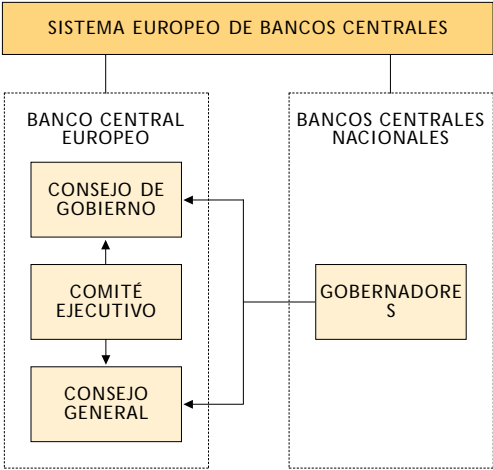 SISTEMA EUROPEO DE BANCOS CENTRALES
BANCO CENTRAL
EUROPEO
CONSEJO DE
GOBIERNO
COMITÉ
EJECUTIVO
CONSEJO
GENERAL
BANCOS CENTRALES
NACIONALES
GOBERNADORE
S